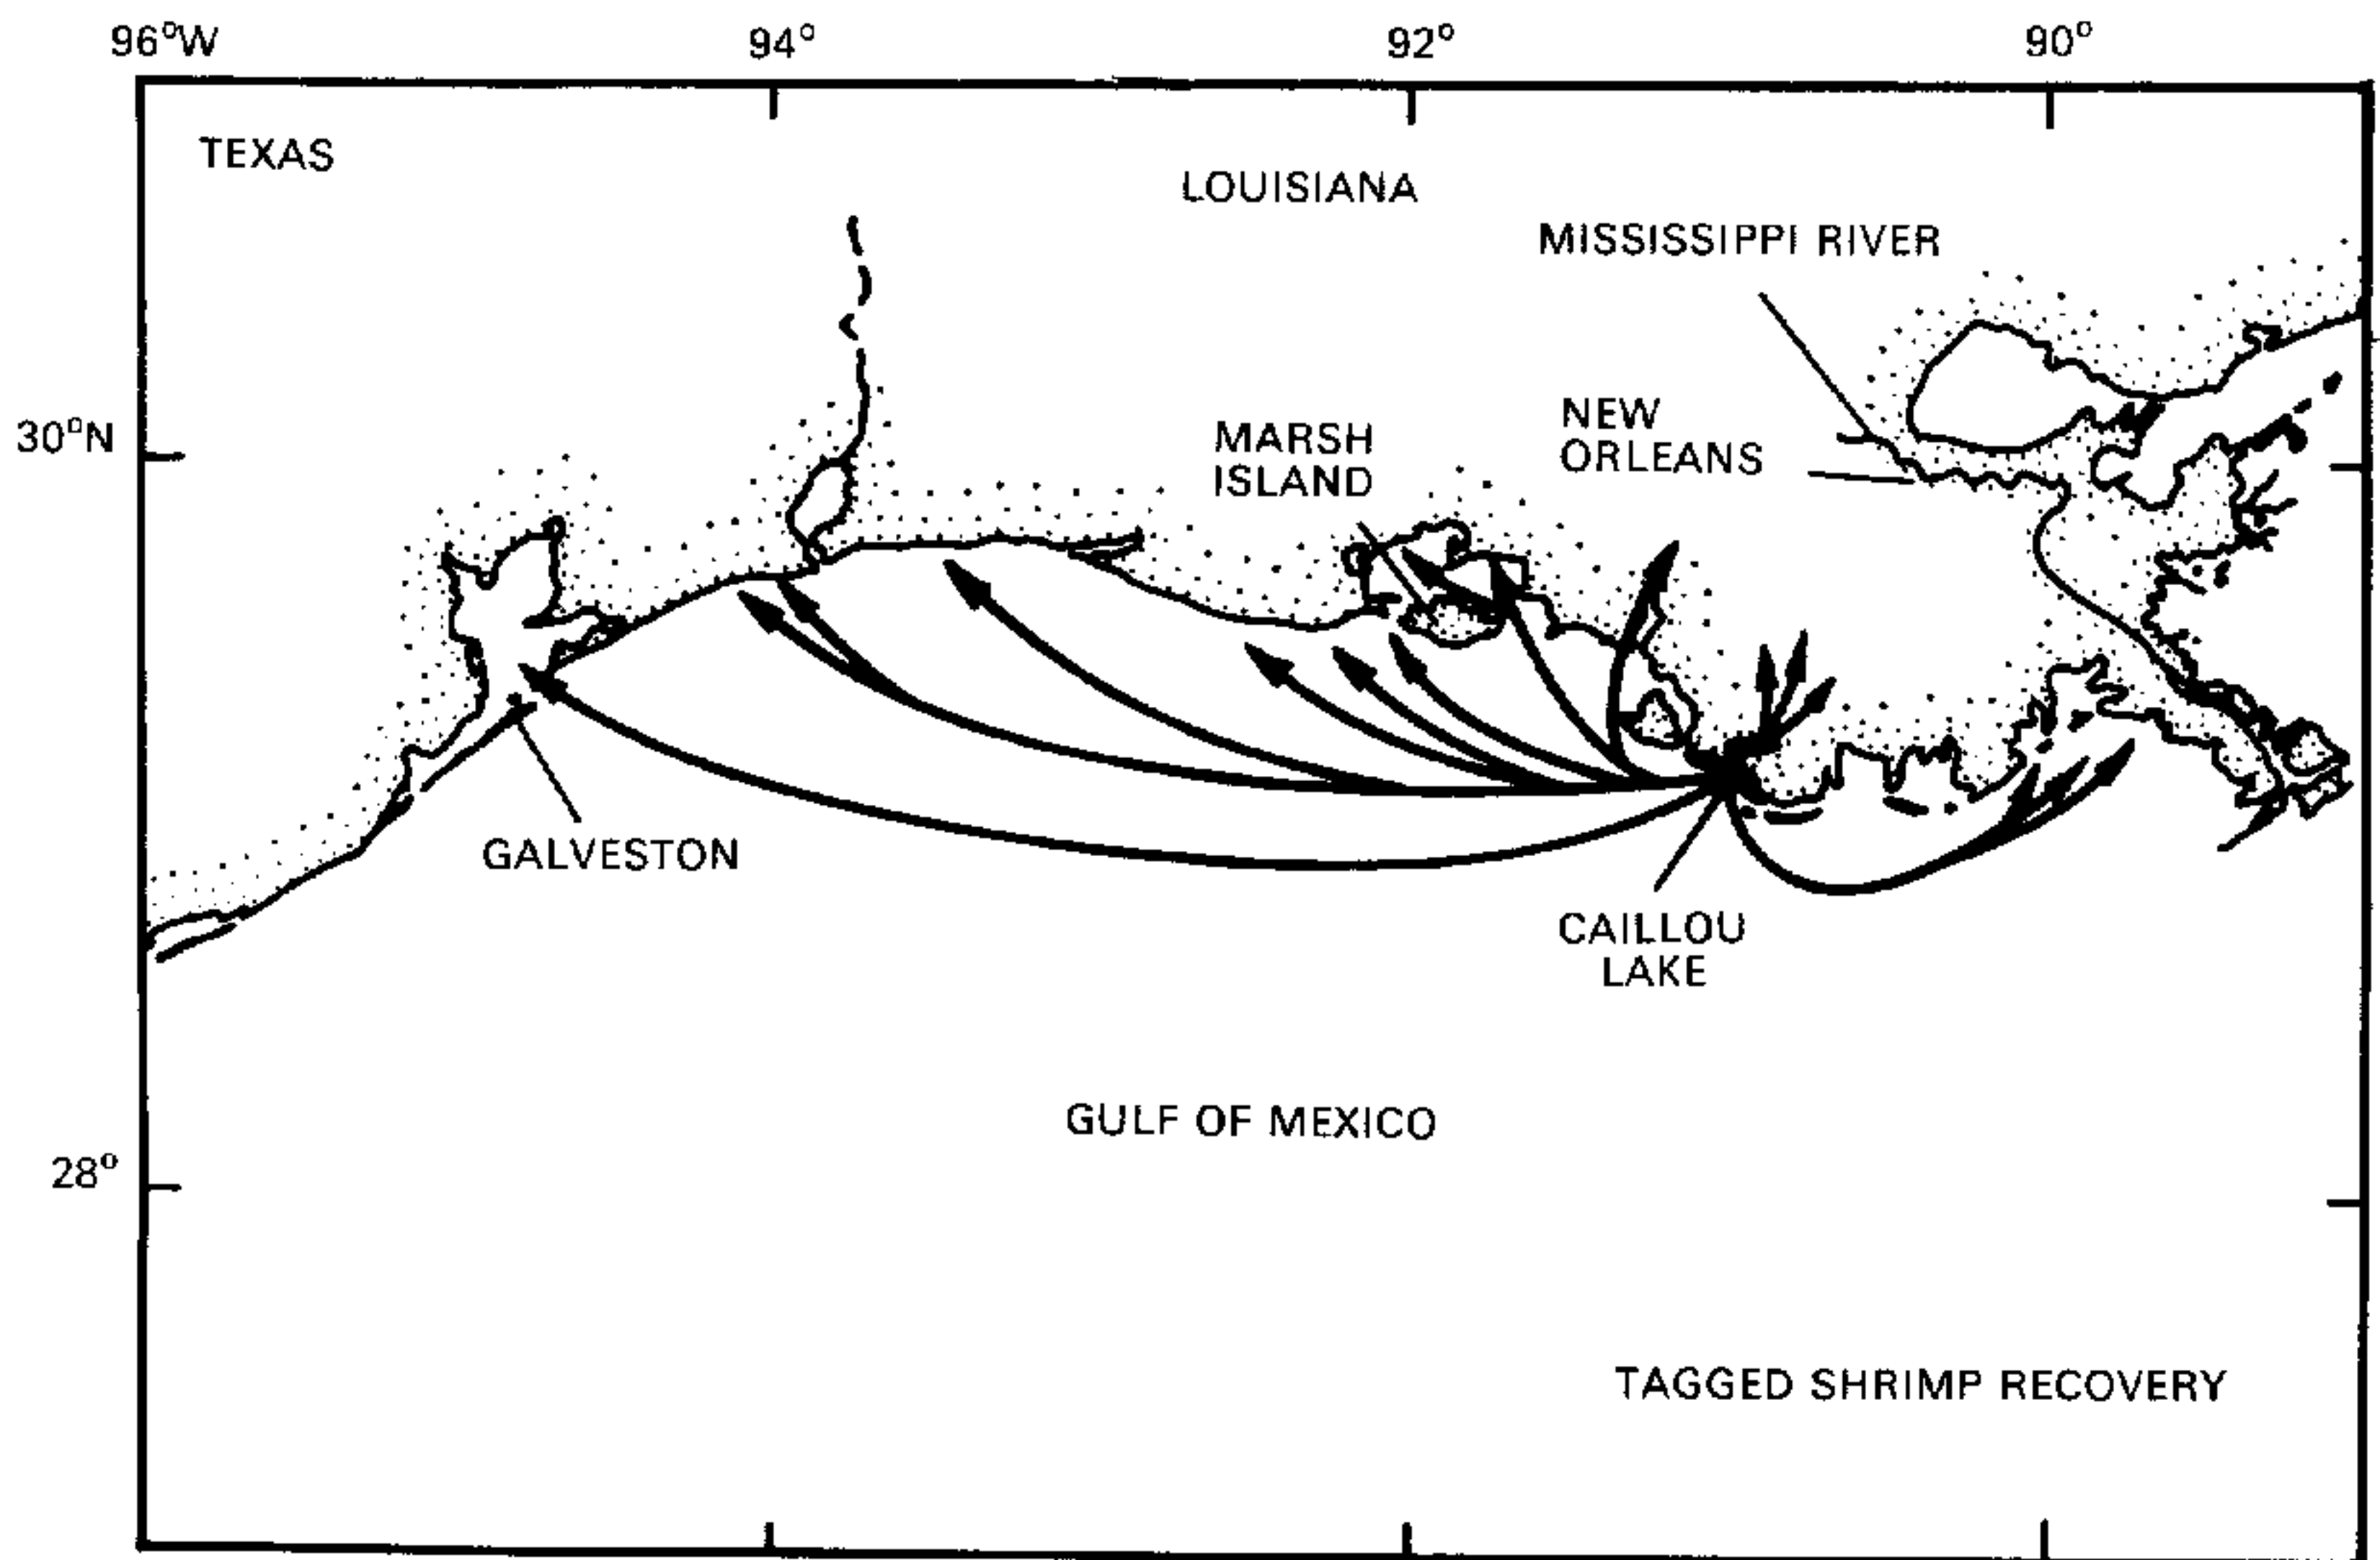 96°W 94° 92° 90°
TEXAS
LOUISIANA
MISSISSIPPI RIVER
30°N
MARSH
ISLAND
NEW
ORLEANS
GALVESTON
CAILLOU
LAKE
GULF OF MEXICO
28°
TAGGED SHRIMP RECOVERY